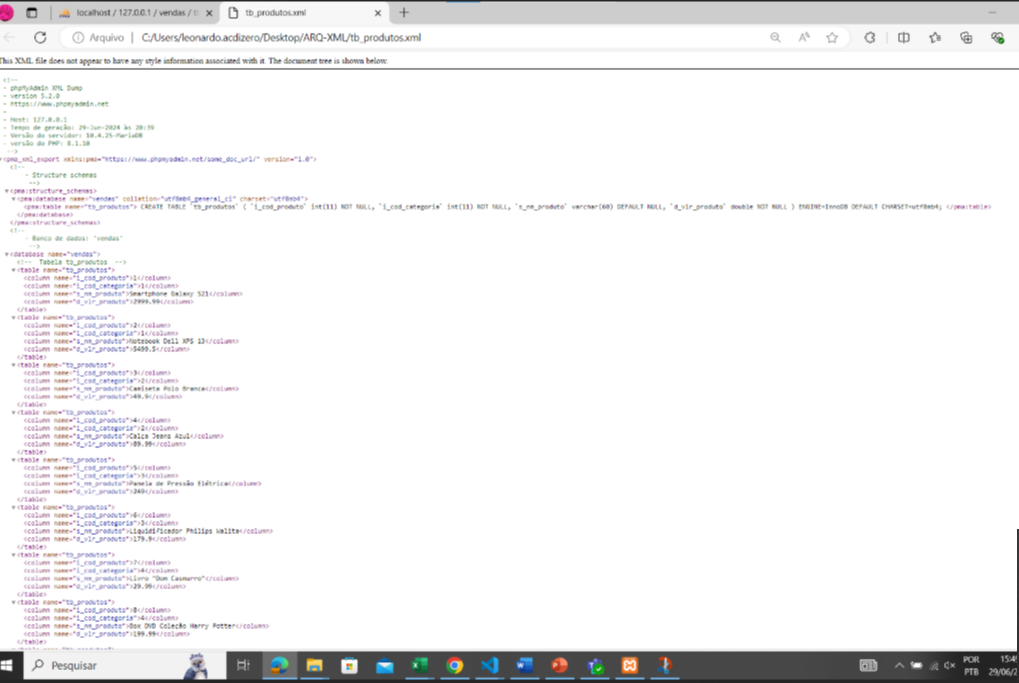 localhost / 127.0.0.1 / vendas / t
tb_produtos.xml
Arquivo
C:/Users/leonardo.acdizero/Desktop/ARQ-XML/tb_produtos.xml
This XML file does not appear to have any style information associated with it. The document tree is shown below.
<!--
- phpMyAdmin XML Dump
- version 5.2.0
- https://www.phpmyadmin.net
-
- Host: 127.0.0.1
- Tempo de geração: 29-Jun-2024 às 20:39
- Versão do servidor: 10.4.25-MariaDB
- versão do PHP: 8.1.10
-->
<pma_xml_export xmlns:pma="https://www.phpmyadmin.net/some_doc_url/" version="1.0">
<!--
- Structure schemas
-->
<pma:structure_schemas>
<pma:database name="vendas" collation="utf8mb4_general_ci" charset="utf8mb4">
<pma:table name="tb_produtos"> CREATE TABLE `tb_produtos` ( `i_cod_produto` int(11) NOT NULL, `i_cod_categoria` int(11) NOT NULL, `s_nm_produto` varchar(60) DEFAULT NULL, `d_vlr_produto` double NOT NULL ) ENGINE=InnoDB DEFAULT CHARSET=utf8mb4; </pma:table>
</pma:database>
</pma:structure_schemas>
<!--
- Banco de dados: 'vendas'
-->
<database name="vendas">
<!-- Tabela tb_produtos -->
<table name="tb_produtos">
<column name="i_cod_produto">1</column>
<column name="i_cod_categoria">1</column>
<column name="s_nm_produto">Smartphone Galaxy S21</column>
<column name="d_vlr_produto">2999.99</column>
</table>
<table name="tb_produtos">
<column name="i_cod_produto">2</column>
<column name="i_cod_categoria">1</column>
<column name="s_nm_produto">Notebook Dell XPS 13</column>
<column name="d_vlr_produto">5499.5</column>
</table>
<table name="tb_produtos">
<column name="i_cod_produto">3</column>
<column name="i_cod_categoria">2</column>
<column name="s_nm_produto">Camiseta Polo Branca</column>
<column name="d_vlr_produto">49.9</column>
</table>
<table name="tb_produtos">
<column name="i_cod_produto">4</column>
<column name="i_cod_categoria">2</column>
<column name="s_nm_produto">Calça Jeans Azul</column>
<column name="d_vlr_produto">89.99</column>
</table>
<table name="tb_produtos">
<column name="i_cod_produto">5</column>
<column name="i_cod_categoria">3</column>
<column name="s_nm_produto">Panela de Pressão Elétrica</column>
<column name="d_vlr_produto">249</column>
</table>
<table name="tb_produtos">
<column name="i_cod_produto">6</column>
<column name="i_cod_categoria">3</column>
<column name="s_nm_produto">Liquidificador Philips Walita</column>
<column name="d_vlr_produto">179.9</column>
</table>
<table name="tb_produtos">
<column name="i_cod_produto">7</column>
<column name="i_cod_categoria">4</column>
<column name="s_nm_produto">Livro "Dom Casmurro"</column>
<column name="d_vlr_produto">29.99</column>
</table>
<table name="tb_produtos">
<column name="i_cod_produto">8</column>
<column name="i_cod_categoria">4</column>
<column name="s_nm_produto">Box DVD Coleção Harry Potter</column>
<column name="d_vlr_produto">199.99</column>
</table>
Pesquisar
POR
PTB
15:4
29/06/2